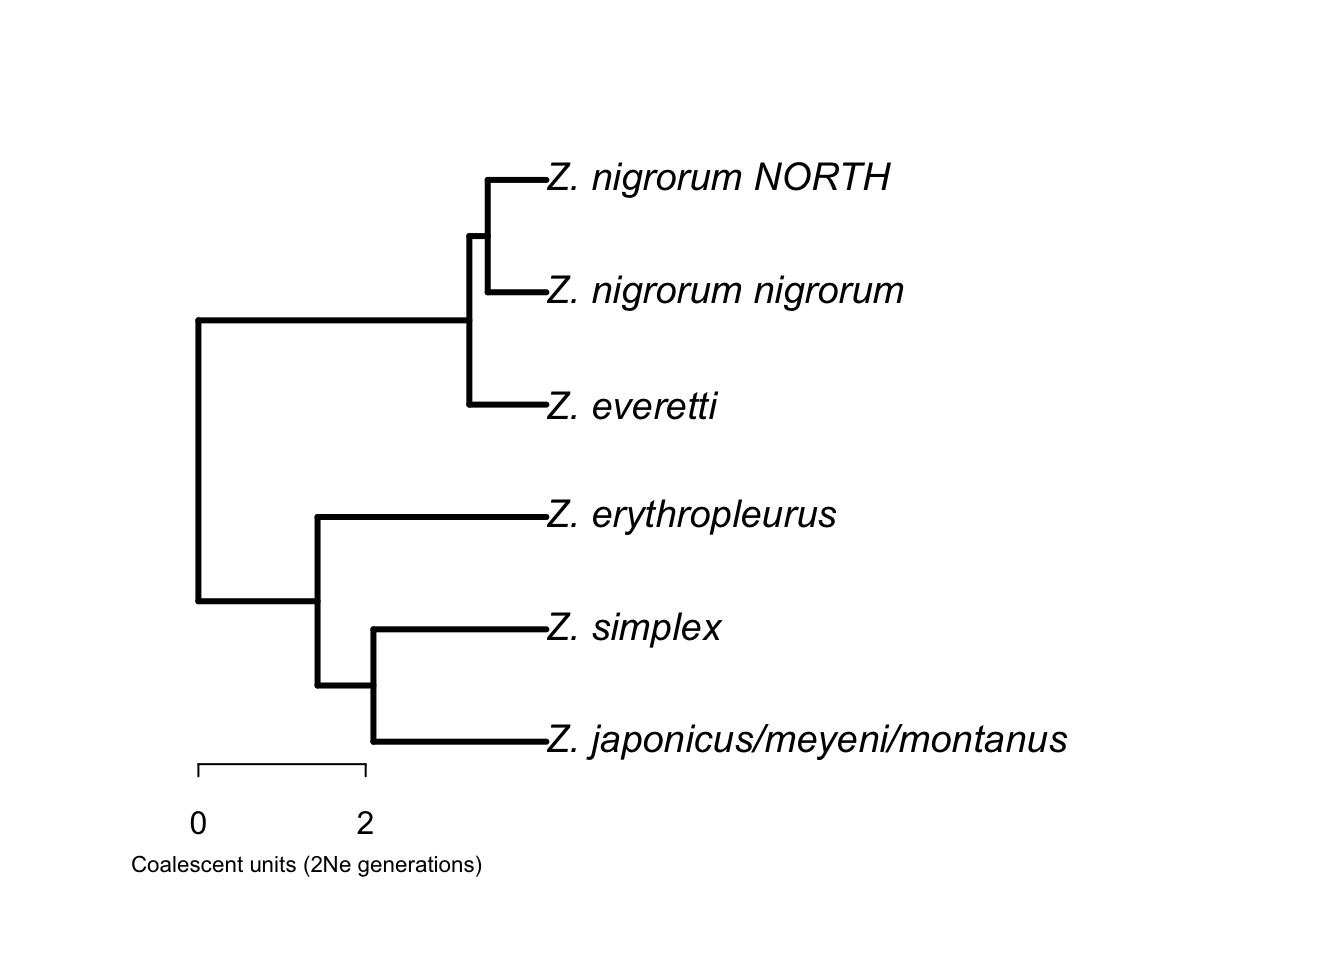 Z. nigrorum NORTH
Z. nigrorum nigrorum
Z. everetti
Z. erythropleurus
Z. simplex
Z. japonicus/meyeni/montanus
0 2
Coalescent units (2Ne generations)